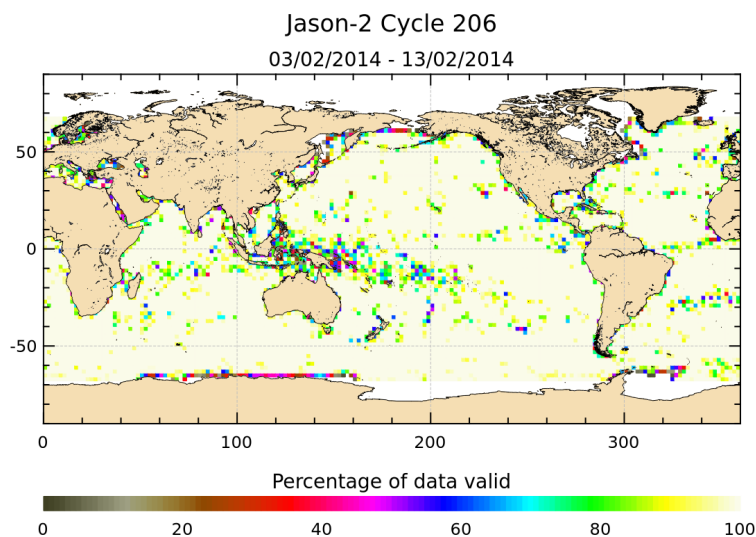 Jason-2 Cycle 206
03/02/2014 - 13/02/2014
50
0
-50
0 100 200 300
Percentage of data valid
0 20 40 60 80 100